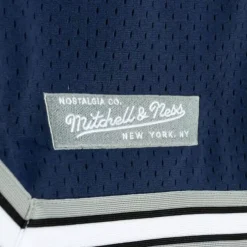 NOSTALGIA CO.
Mitchell & Ness
NEW YORK, NY